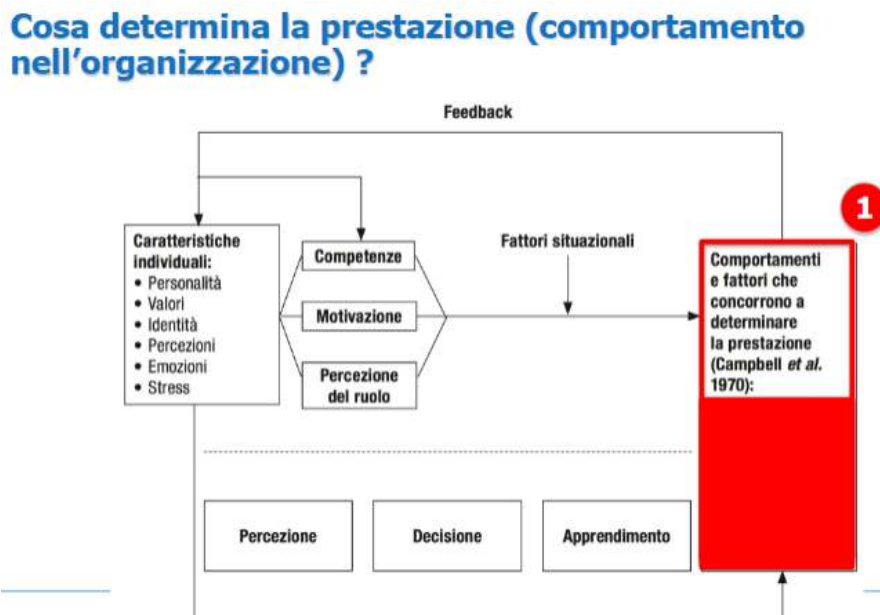 Cosa determina la prestazione (comportamento
nell'organizzazione) ?
Feedback
1
Caratteristiche
individuali:
• Personalità
• Valori
• Identità
• Percezioni
• Emozioni
• Stress
Competenze
Motivazione
Percezione
del ruolo
Fattori situazionali
Comportamenti
e fattori che
concorrono a
determinare
la prestazione
(Campbell et al.
1970):
Percezione
Decisione
Apprendimento